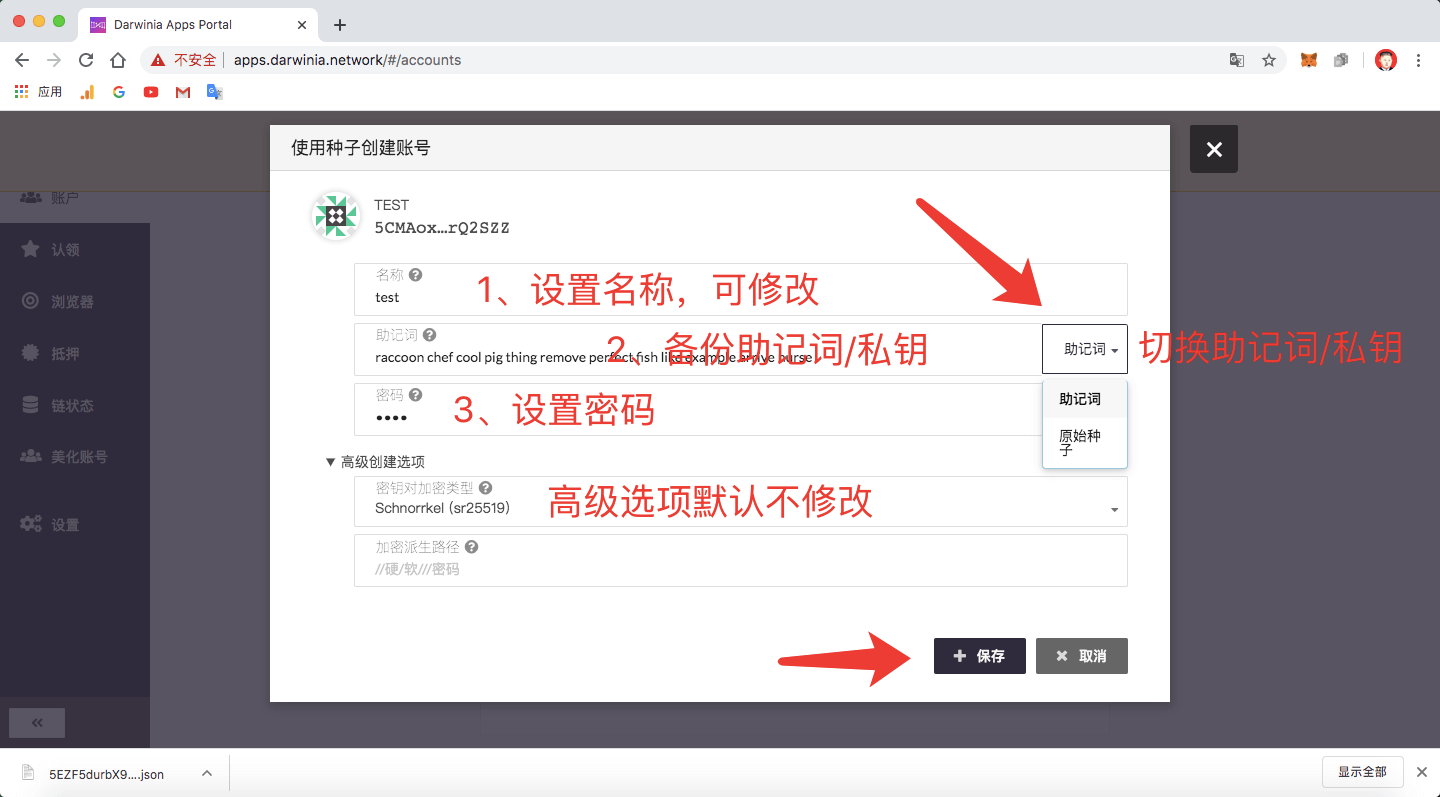 Darwinia Apps Portal
不安全
apps.darwinia.network/#/accounts
应用
使用种子创建账号
账户
TEST
5CMAox...rQ2SZZ
认领
名称
test
1、设置名称，可修改
浏览器
助记词
raccoon chef cool pig thing remove perfect fish like example arrive nurse
2、备份助记词/私钥
助记词
切换助记词/私钥
抵押
密码
••••
3、设置密码
助记词
原始种
子
链状态
美化账号
高级创建选项
密钥对加密类型
Schnorrkel (sr25519)
高级选项默认不修改
设置
加密派生路径
//硬/软///密码
保存
取消
5EZF5durbX9....json
显示全部